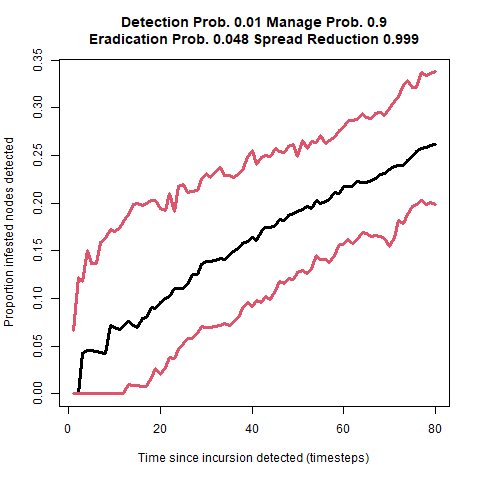 Detection Prob. 0.01 Manage Prob. 0.9
Eradication Prob. 0.048 Spread Reduction 0.999
Proportion infested nodes detected
0.35
0.30
0.25
0.20
0.15
0.10
0.05
0.00
0 20 40 60 80
Time since incursion detected (timesteps)